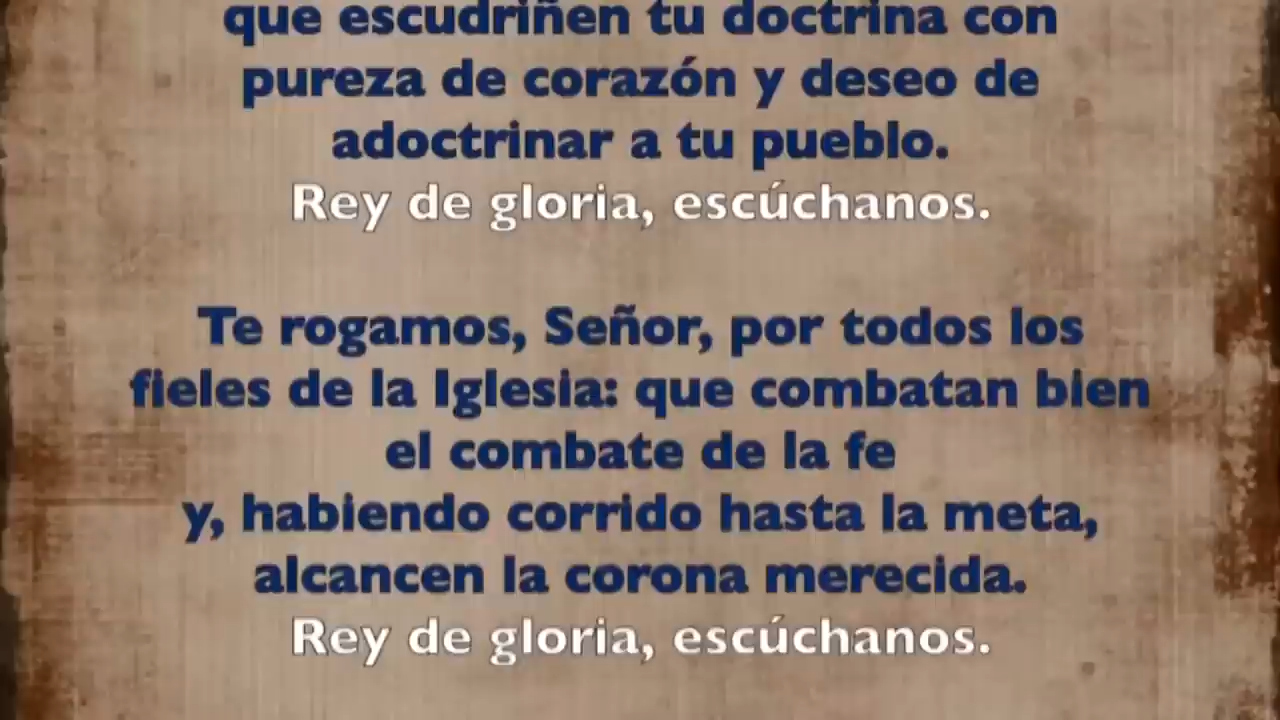 que escudriñen tu doctrina con
pureza de corazón y deseo de
adoctrinar a tu pueblo.
Rey de gloria, escúchanos.
Te rogamos, Señor, por todos los
fieles de la Iglesia: que combatan bien
el combate de la fe
y, habiendo corrido hasta la meta,
alcancen la corona merecida.
Rey de gloria, escúchanos.